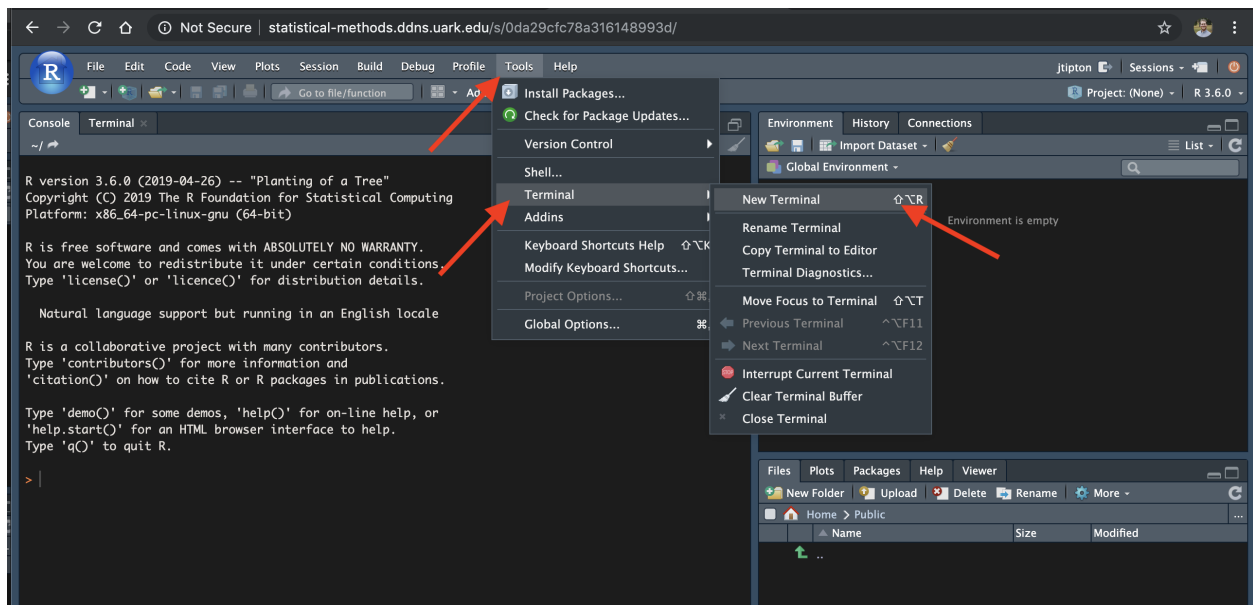 Not Secure | statistical-methods.ddns.uark.edu/s/0da29cfc78a316148993d/
R File Edit Code View Plots Session Build Debug Profile Tools Help jtipton Sessions
Go to file/function Project: (None) R 3.6.0
Console Terminal
~/
R version 3.6.0 (2019-04-26) -- "Planting of a Tree"
Copyright (C) 2019 The R Foundation for Statistical Computing
Platform: x86_64-pc-linux-gnu (64-bit)
R is free software and comes with ABSOLUTELY NO WARRANTY.
You are welcome to redistribute it under certain conditions.
Type 'license()' or 'licence()' for distribution details.
Natural language support but running in an English locale
R is a collaborative project with many contributors.
Type 'contributors()' for more information and
'citation()' on how to cite R or R packages in publications.
Type 'demo()' for some demos, 'help()' for on-line help, or
'help.start()' for an HTML browser interface to help.
Type 'q()' to quit R.
>
Install Packages...
Check for Package Updates...
Version Control
Shell...
Terminal
Addins
Keyboard Shortcuts Help ⇧⌥K
Modify Keyboard Shortcuts...
Project Options... ⇧⌘,
Global Options... ⌘,
New Terminal ⇧⌥R
Rename Terminal
Copy Terminal to Editor
Terminal Diagnostics...
Move Focus to Terminal ⇧⌥T
Previous Terminal ^⌥F11
Next Terminal ^⌥F12
Interrupt Current Terminal
Clear Terminal Buffer
Close Terminal
Environment History Connections
Import Dataset List
Global Environment
Environment is empty
Files Plots Packages Help Viewer
New Folder Upload Delete Rename More
Home > Public ...
Name Size Modified
..